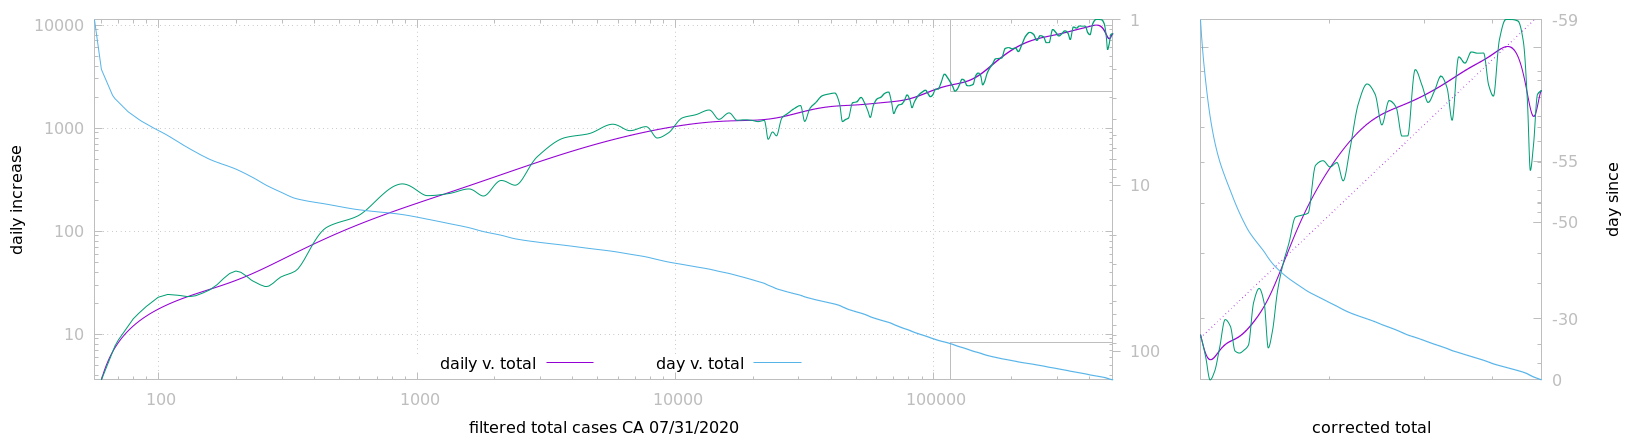 10000
1000
100
10
daily increase
1
10
100
daily v. total
day v. total
100
1000
10000
100000
filtered total cases CA 07/31/2020
-59
-55
-50
-30
0
day since
corrected total